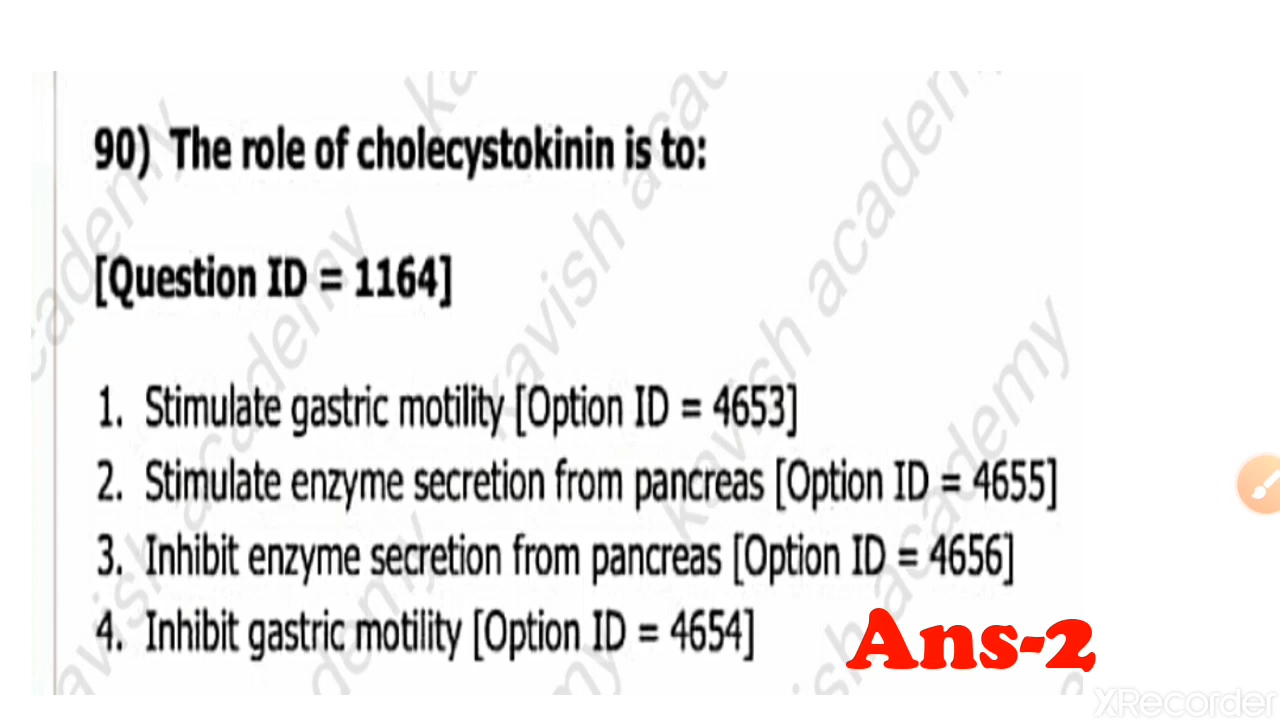 90) The role of cholecystokinin is to:
[Question ID = 1164]
1. Stimulate gastric motility [Option ID = 4653]
2. Stimulate enzyme secretion from pancreas [Option ID = 4655]
3. Inhibit enzyme secretion from pancreas [Option ID = 4656]
4. Inhibit gastric motility [Option ID = 4654]
Ans-2
kavish academy
XRecorder